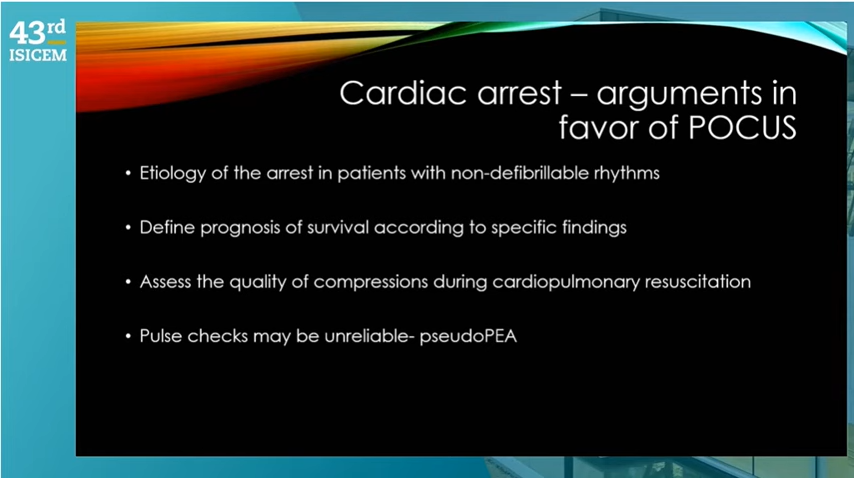 43rd
ISICEM
Cardiac arrest – arguments in
favor of POCUS
• Etiology of the arrest in patients with non-defibrillable rhythms
• Define prognosis of survival according to specific findings
• Assess the quality of compressions during cardiopulmonary resuscitation
• Pulse checks may be unreliable- pseudoPEA